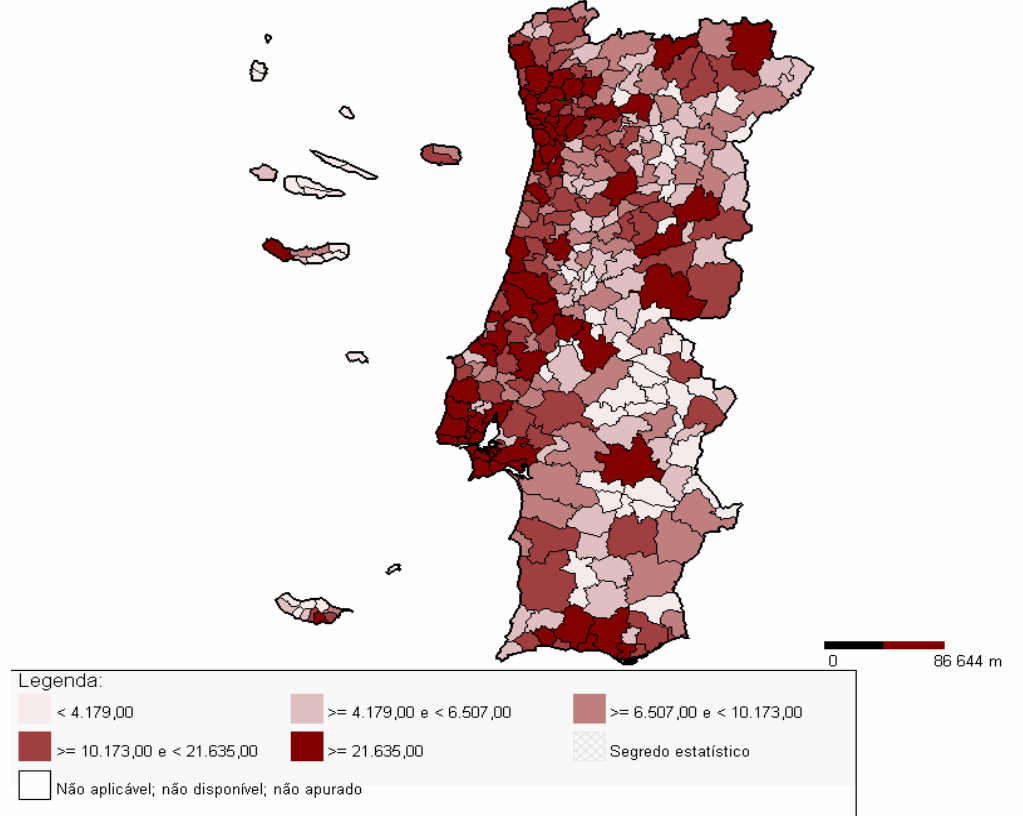 0 86 644 m
Legenda:
< 4.179,00 >= 4.179,00 e < 6.507,00 >= 6.507,00 e < 10.173,00
>= 10.173,00 e < 21.635,00 >= 21.635,00 Segredo estatístico
Não aplicável; não disponível; não apurado